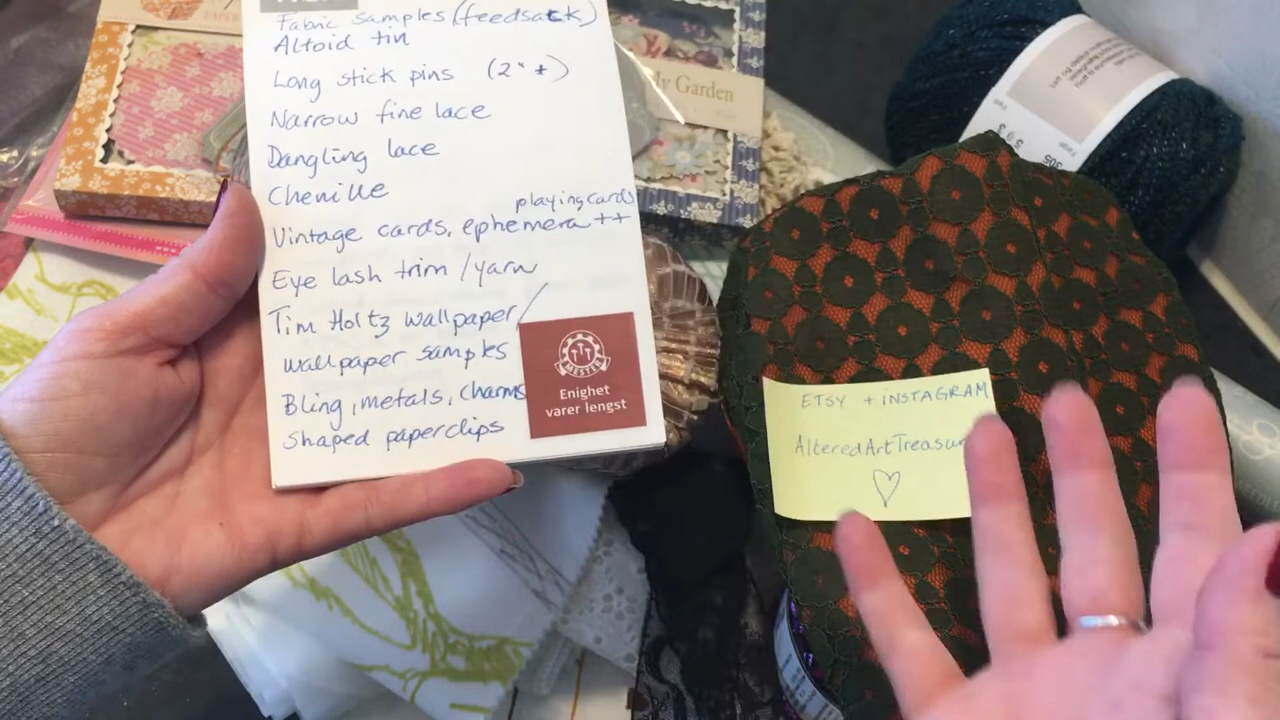 Fabric samples (feedsack)
Altoid tin
Long stick pins (2" +)
Narrow fine lace
Dangling lace
Chenille
playing cards
Vintage cards, ephemera ++
Eye lash trim / yarn
Tim Holtz wallpaper /
wallpaper samples
Bling, metals, charms
shaped paperclips
MESTER
Enighet
varer lengst
My Garden
ETSY + INSTAGRAM
AlteredArtTreasur